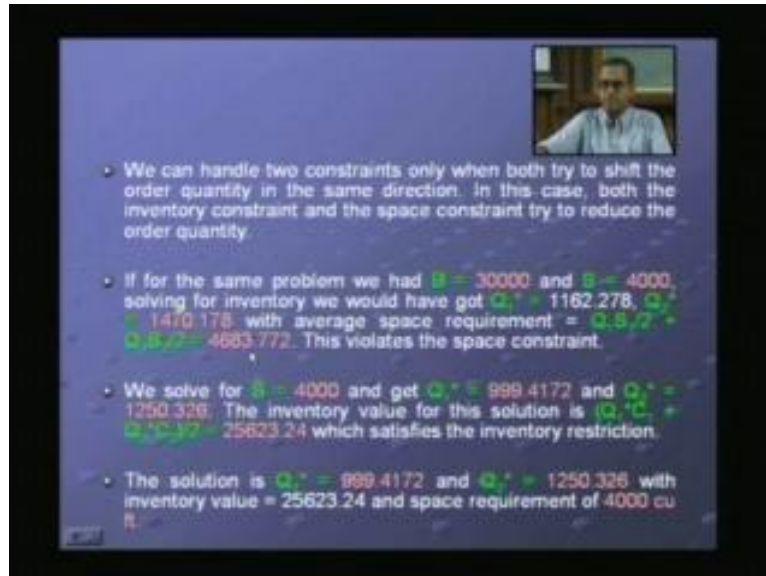 We can handle two constraints only when both try to shift the
order quantity in the same direction. In this case, both the
inventory constraint and the space constraint try to reduce the
order quantity.
If for the same problem we had B = 30000 and S = 4000,
solving for inventory we would have got Q₁* = 1162.278, Q₂*
= 1470.178 with average space requirement = Q₁S₁/2 +
Q₂S₂/2 = 4683.772. This violates the space constraint.
We solve for S = 4000 and get Q₁* = 999.4172 and Q₂* =
1250.326. The inventory value for this solution is (Q₁*C₁ +
Q₂*C₂)/2 = 25623.24 which satisfies the inventory restriction.
The solution is Q₁* = 999.4172 and Q₂* = 1250.326 with
inventory value = 25623.24 and space requirement of 4000 cu
ft.